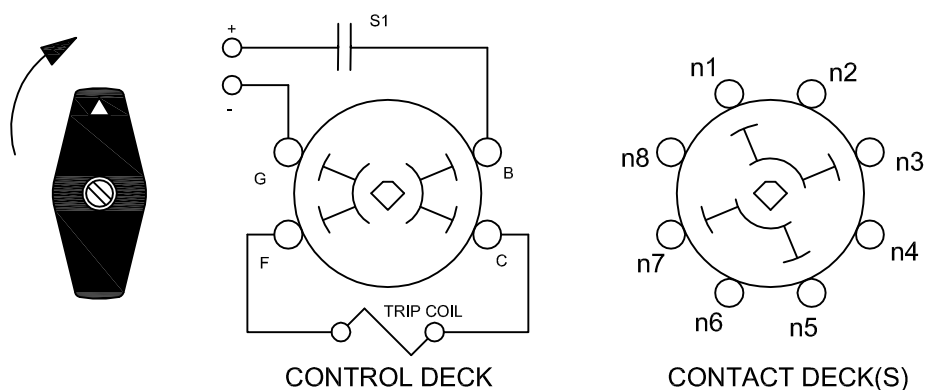 S1
+
-
G
B
F
C
TRIP COIL
CONTROL DECK
n1
n2
n8
n3
n7
n4
n6
n5
CONTACT DECK(S)